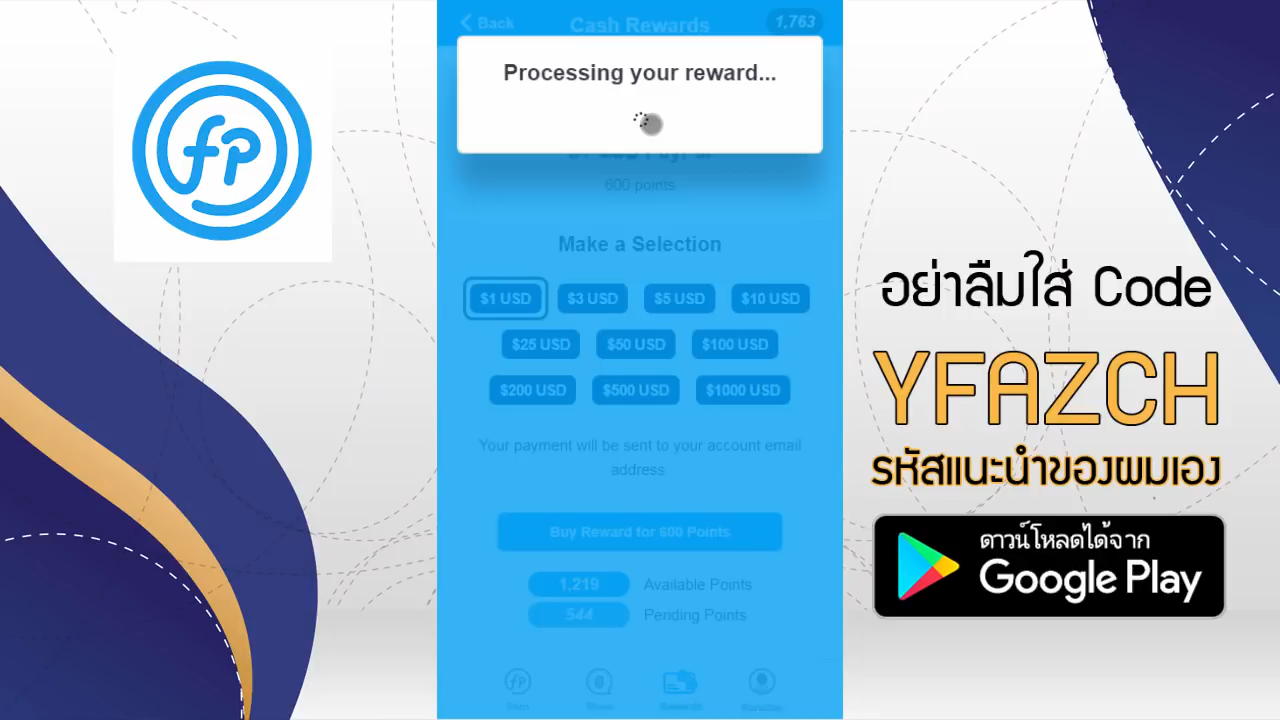 fp
Back
Cash Rewards
1,763
Processing your reward...
600 points
Make a Selection
$1 USD
$3 USD
$5 USD
$10 USD
$25 USD
$50 USD
$100 USD
$200 USD
$500 USD
$1000 USD
Your payment will be sent to your account email
address
Buy Reward for 600 Points
1,219 Available Points
544 Pending Points
Rewards
อย่าลืมใส่ Code
YFAZCH
รหัสแนะนำของผมเอง
ดาวน์โหลดได้จาก
Google Play